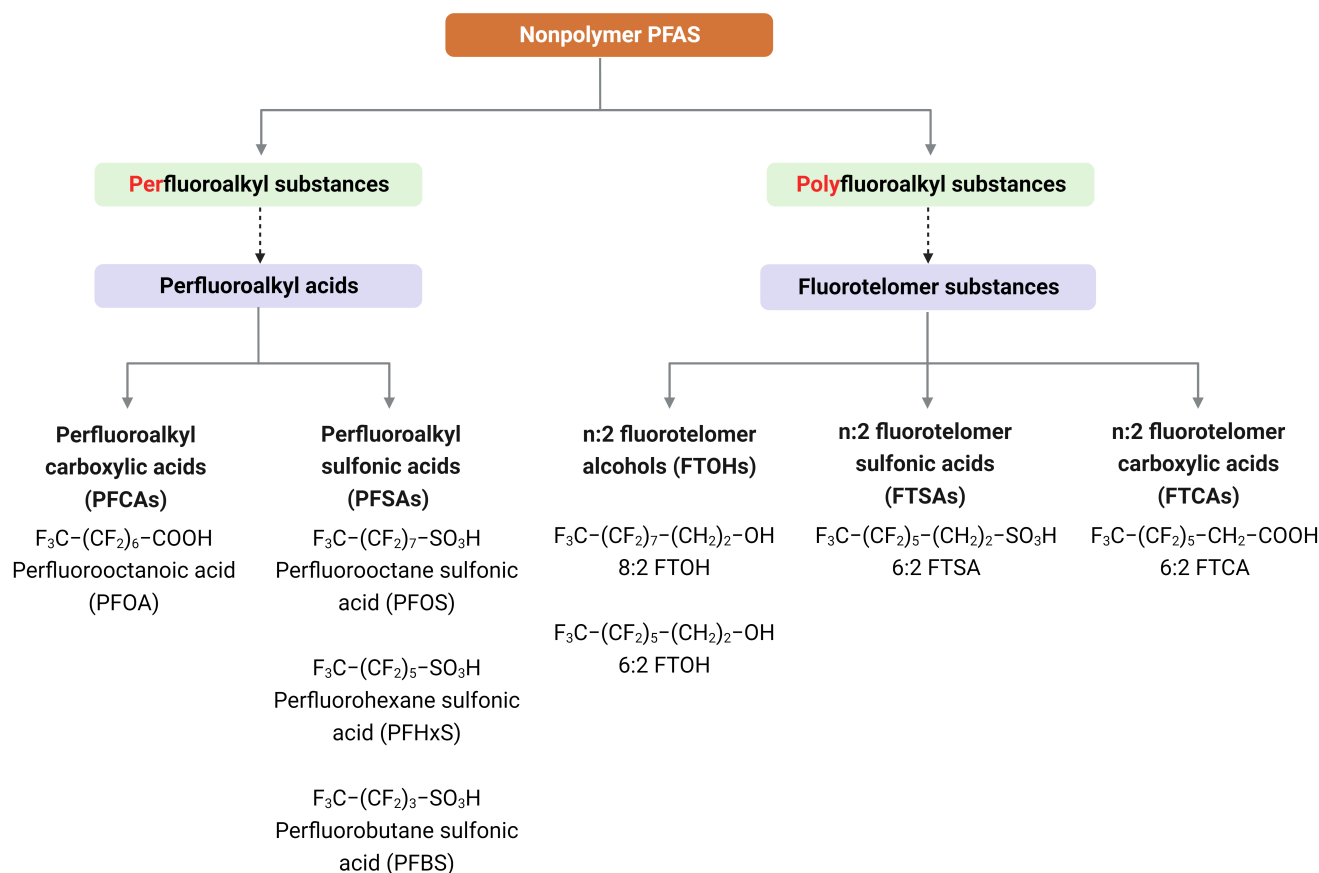 Nonpolymer PFAS
Perfluoroalkyl substances
Polyfluoroalkyl substances
Perfluoroalkyl acids
Fluorotelomer substances
Perfluoroalkyl
carboxylic acids
(PFCAs)
F₃C−(CF₂)₆−COOH
Perfluorooctanoic acid
(PFOA)
Perfluoroalkyl
sulfonic acids
(PFSAs)
F₃C−(CF₂)₇−SO₃H
Perfluorooctane sulfonic
acid (PFOS)
F₃C−(CF₂)₅−SO₃H
Perfluorohexane sulfonic
acid (PFHxS)
F₃C−(CF₂)₃−SO₃H
Perfluorobutane sulfonic
acid (PFBS)
n:2 fluorotelomer
alcohols (FTOHs)
F₃C−(CF₂)₇−(CH₂)₂−OH
8:2 FTOH
F₃C−(CF₂)₅−(CH₂)₂−OH
6:2 FTOH
n:2 fluorotelomer
sulfonic acids
(FTSAs)
F₃C−(CF₂)₅−(CH₂)₂−SO₃H
6:2 FTSA
n:2 fluorotelomer
carboxylic acids
(FTCAs)
F₃C−(CF₂)₅−CH₂−COOH
6:2 FTCA